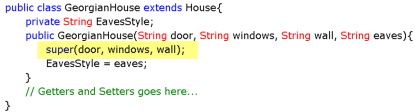 public class GeorgianHouse extends House{
private String EavesStyle;
public GeorgianHouse(String door, String windows, String wall, String eaves){
super(door, windows, wall);
EavesStyle = eaves;
}
// Getters and Setters goes here...
}